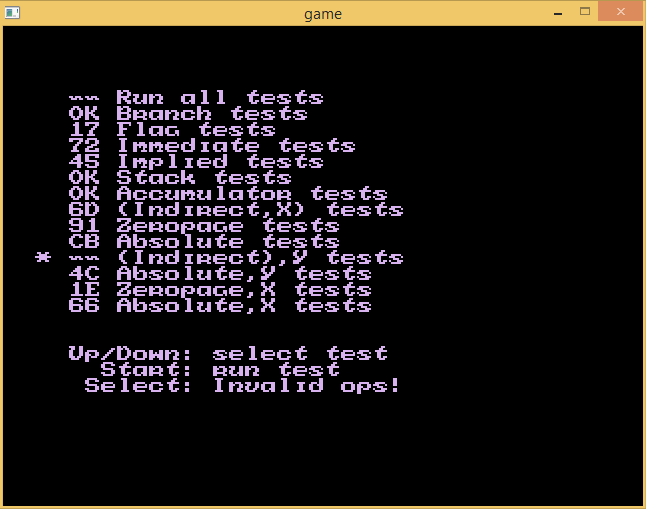 game
-- Run all tests
OK Branch tests
17 Flag tests
72 Immediate tests
45 Implied tests
OK Stack tests
OK Accumulator tests
6D (Indirect,X) tests
91 Zeropage tests
CB Absolute tests
* -- (Indirect),Y tests
4C Absolute,Y tests
1E Zeropage,X tests
66 Absolute,X tests
Up/Down: select test
Start: run test
Select: Invalid ops!